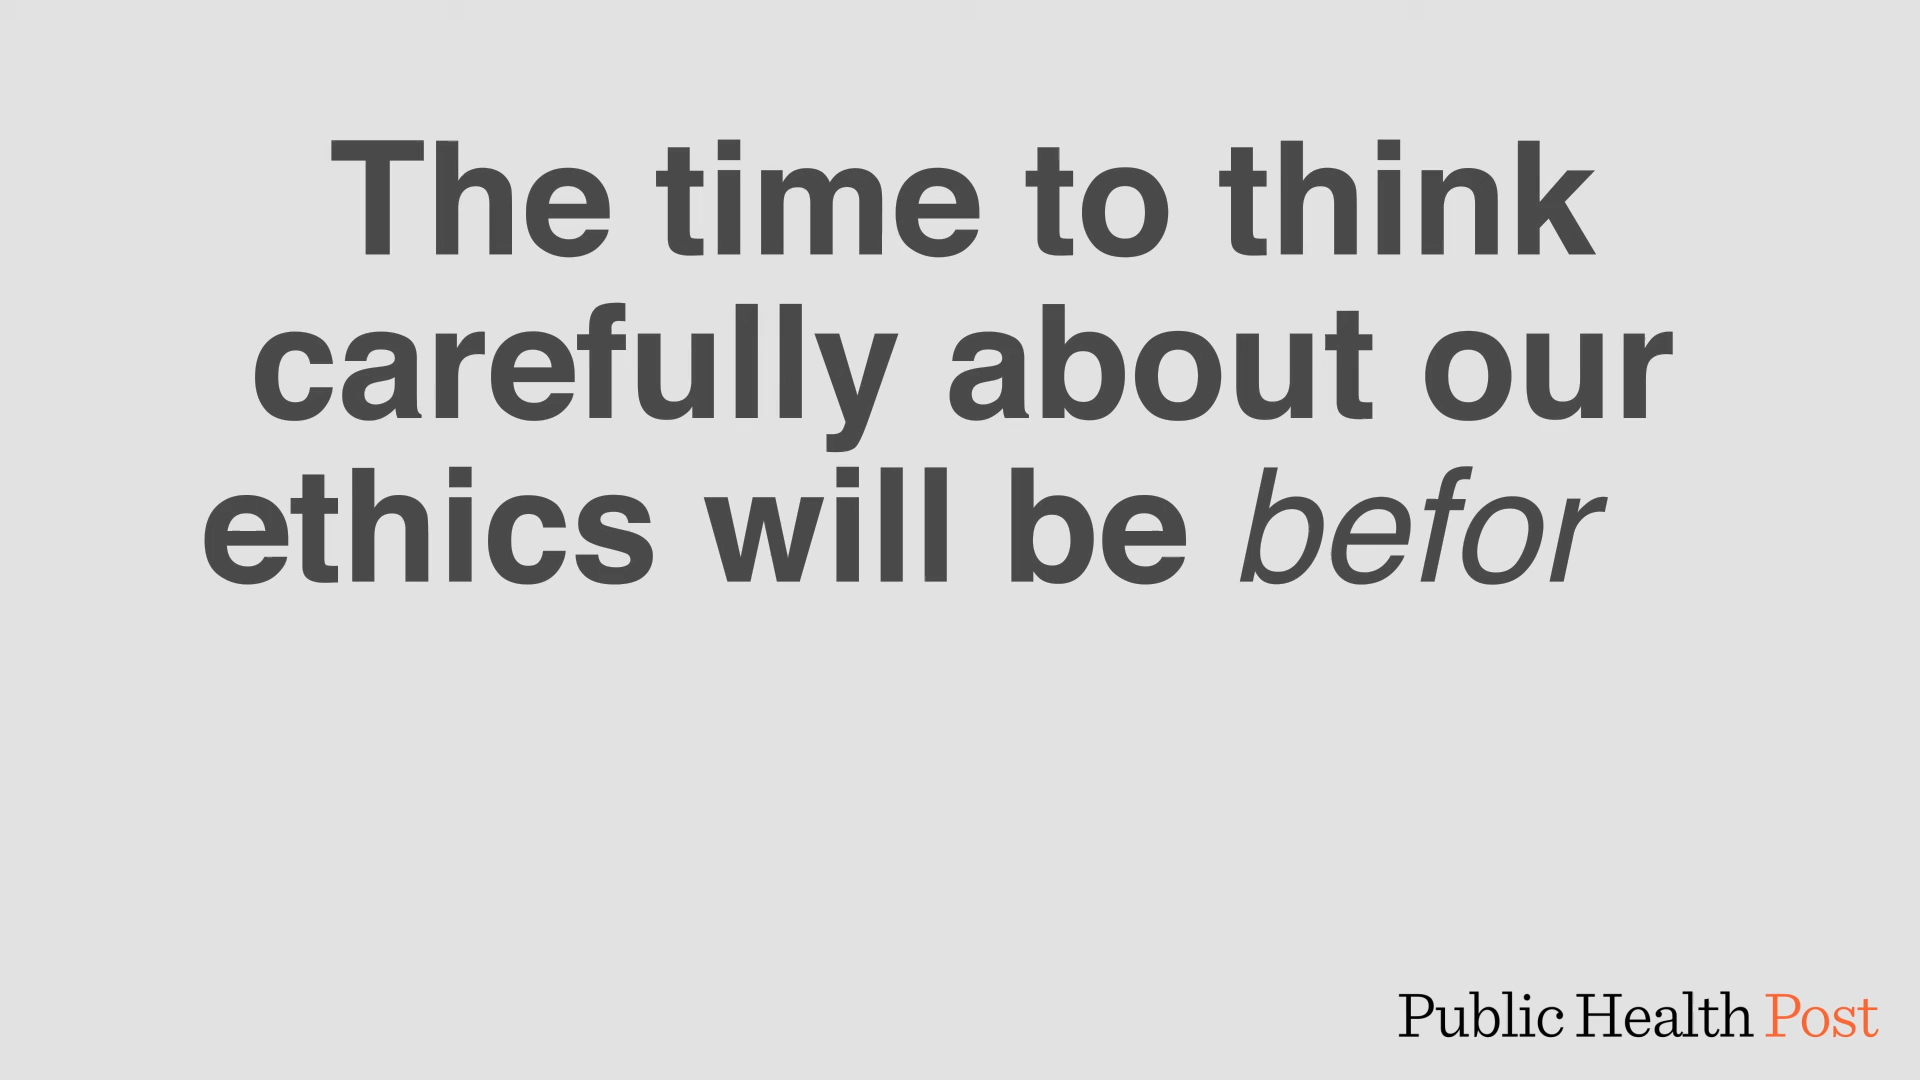 The time to think
carefully about our
ethics will be befor
Public Health Post